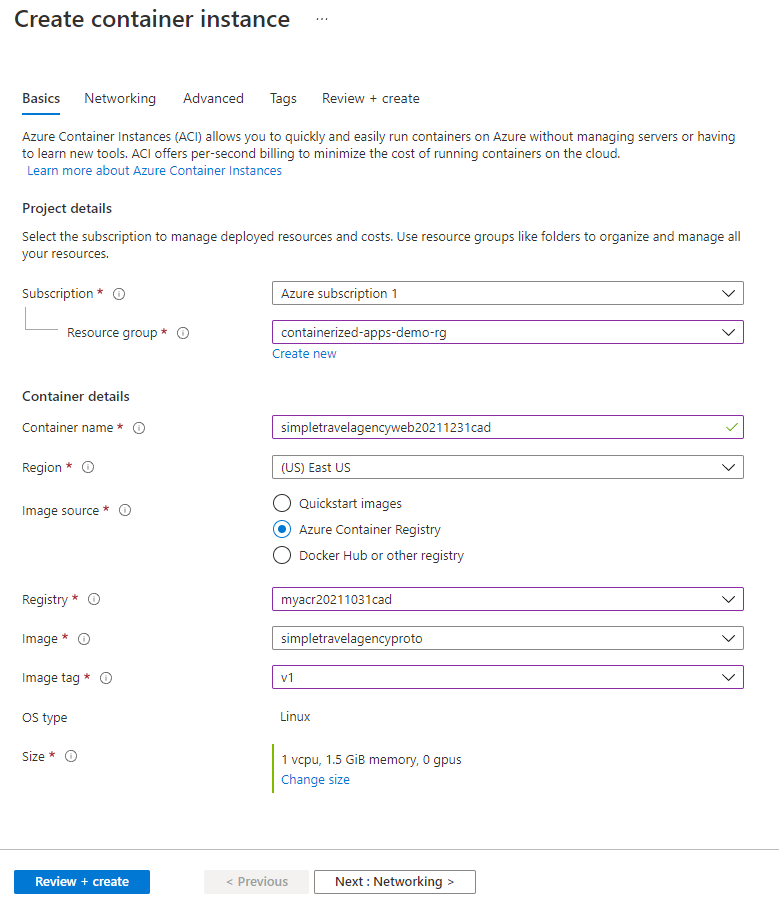 Create container instance ...
Basics Networking Advanced Tags Review + create
Azure Container Instances (ACI) allows you to quickly and easily run containers on Azure without managing servers or having
to learn new tools. ACI offers per-second billing to minimize the cost of running containers on the cloud.
Learn more about Azure Container Instances
Project details
Select the subscription to manage deployed resources and costs. Use resource groups like folders to organize and manage all
your resources.
Subscription * Azure subscription 1
Resource group * containerized-apps-demo-rg
Create new
Container details
Container name * simpletravelagencyweb20211231cad
Region * (US) East US
Image source * Quickstart images
Azure Container Registry
Docker Hub or other registry
Registry * myacr20211031cad
Image * simpletravelagencyproto
Image tag * v1
OS type Linux
Size * 1 vcpu, 1.5 GiB memory, 0 gpus
Change size
Review + create < Previous Next : Networking >